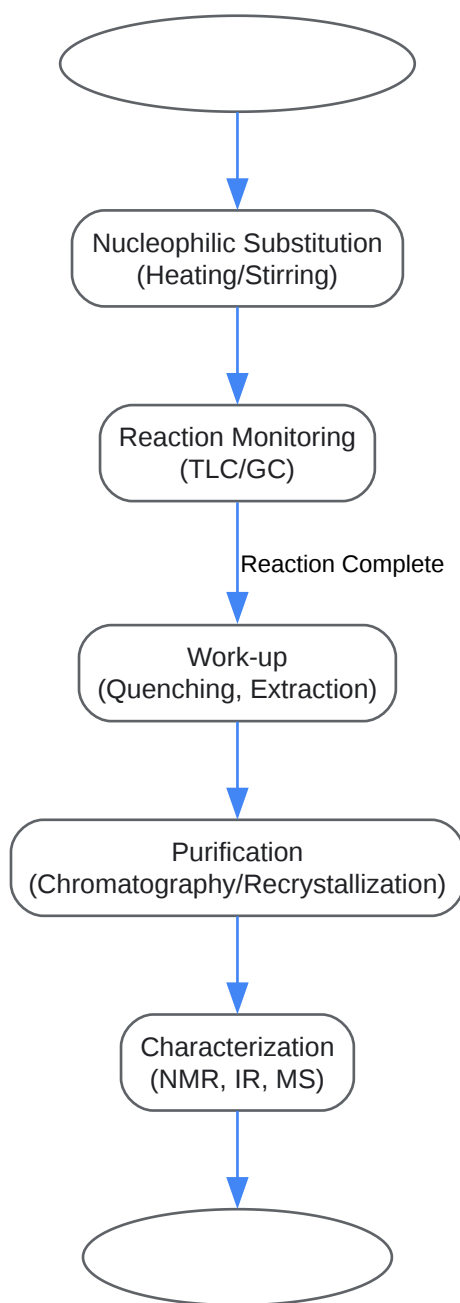 Nucleophilic Substitution
(Heating/Stirring)
Reaction Monitoring
(TLC/GC)
Reaction Complete
Work-up
(Quenching, Extraction)
Purification
(Chromatography/Recrystallization)
Characterization
(NMR, IR, MS)